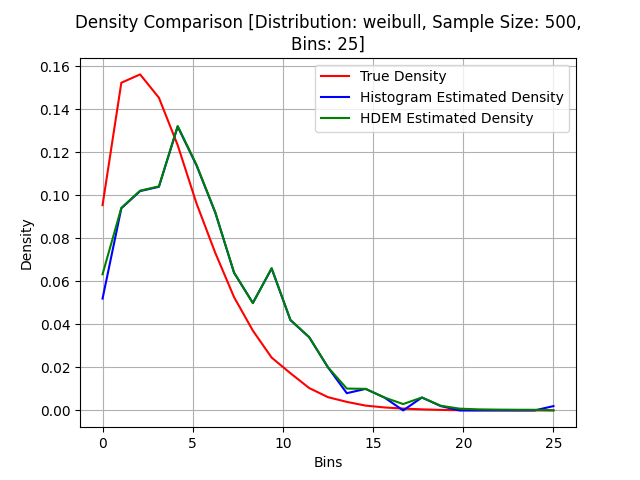 Density Comparison [Distribution: weibull, Sample Size: 500,
Bins: 25]
True Density
Histogram Estimated Density
HDEM Estimated Density
Density
0.16
0.14
0.12
0.10
0.08
0.06
0.04
0.02
0.00
0 5 10 15 20 25
Bins